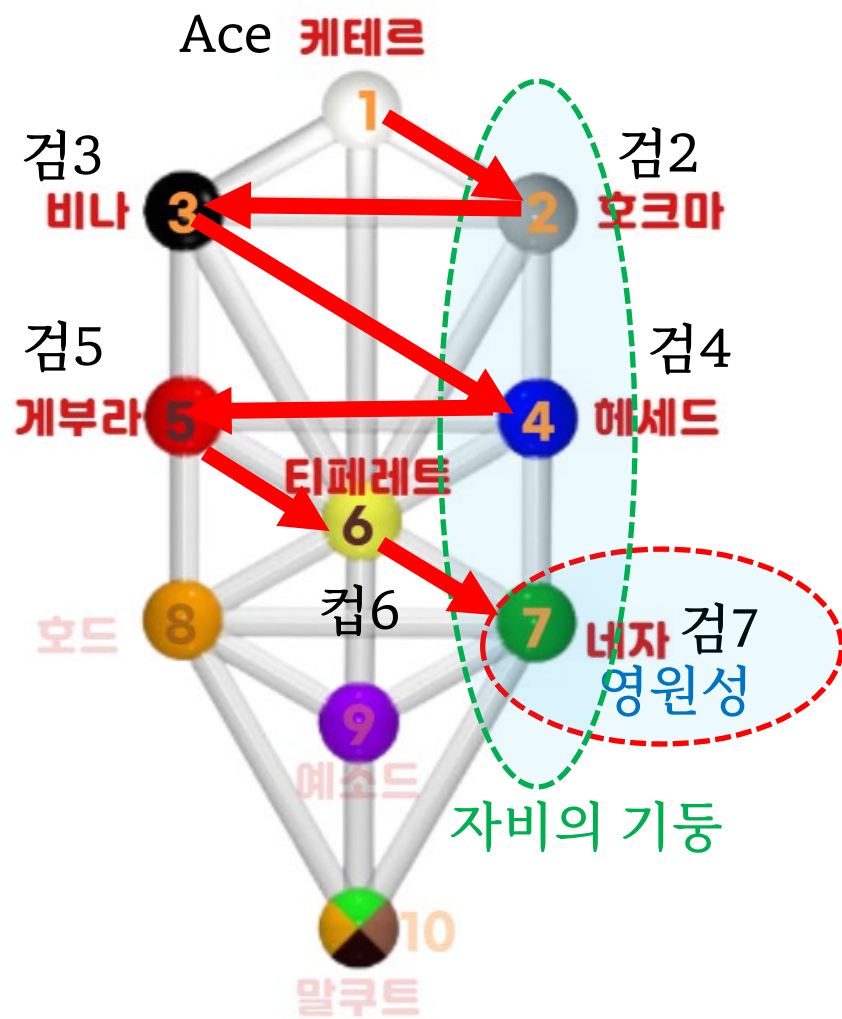 Ace 케테르
1
검3
검2
비나
3
2
호크마
검5
검4
게부라
5
4
헤세드
티페레트
6
컵6
호드
8
7
네자 검7
영원성
9
예소드
자비의 기둥
10
말쿠트